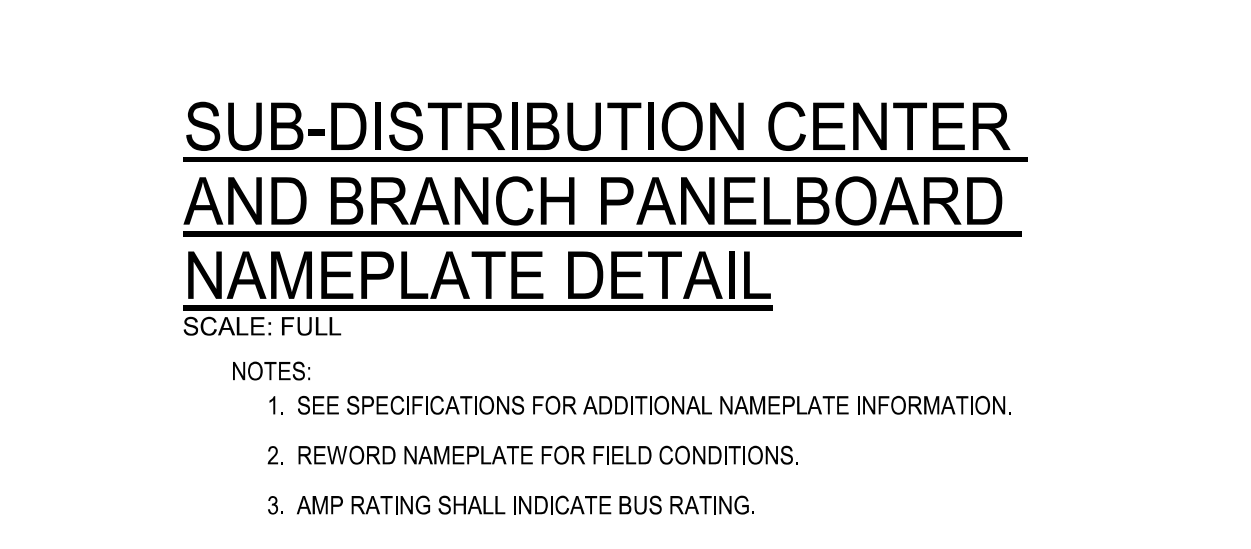 SUB-DISTRIBUTION CENTER
AND BRANCH PANELBOARD
NAMEPLATE DETAIL
SCALE: FULL
NOTES:
1. SEE SPECIFICATIONS FOR ADDITIONAL NAMEPLATE INFORMATION.
2. REWORD NAMEPLATE FOR FIELD CONDITIONS.
3. AMP RATING SHALL INDICATE BUS RATING.